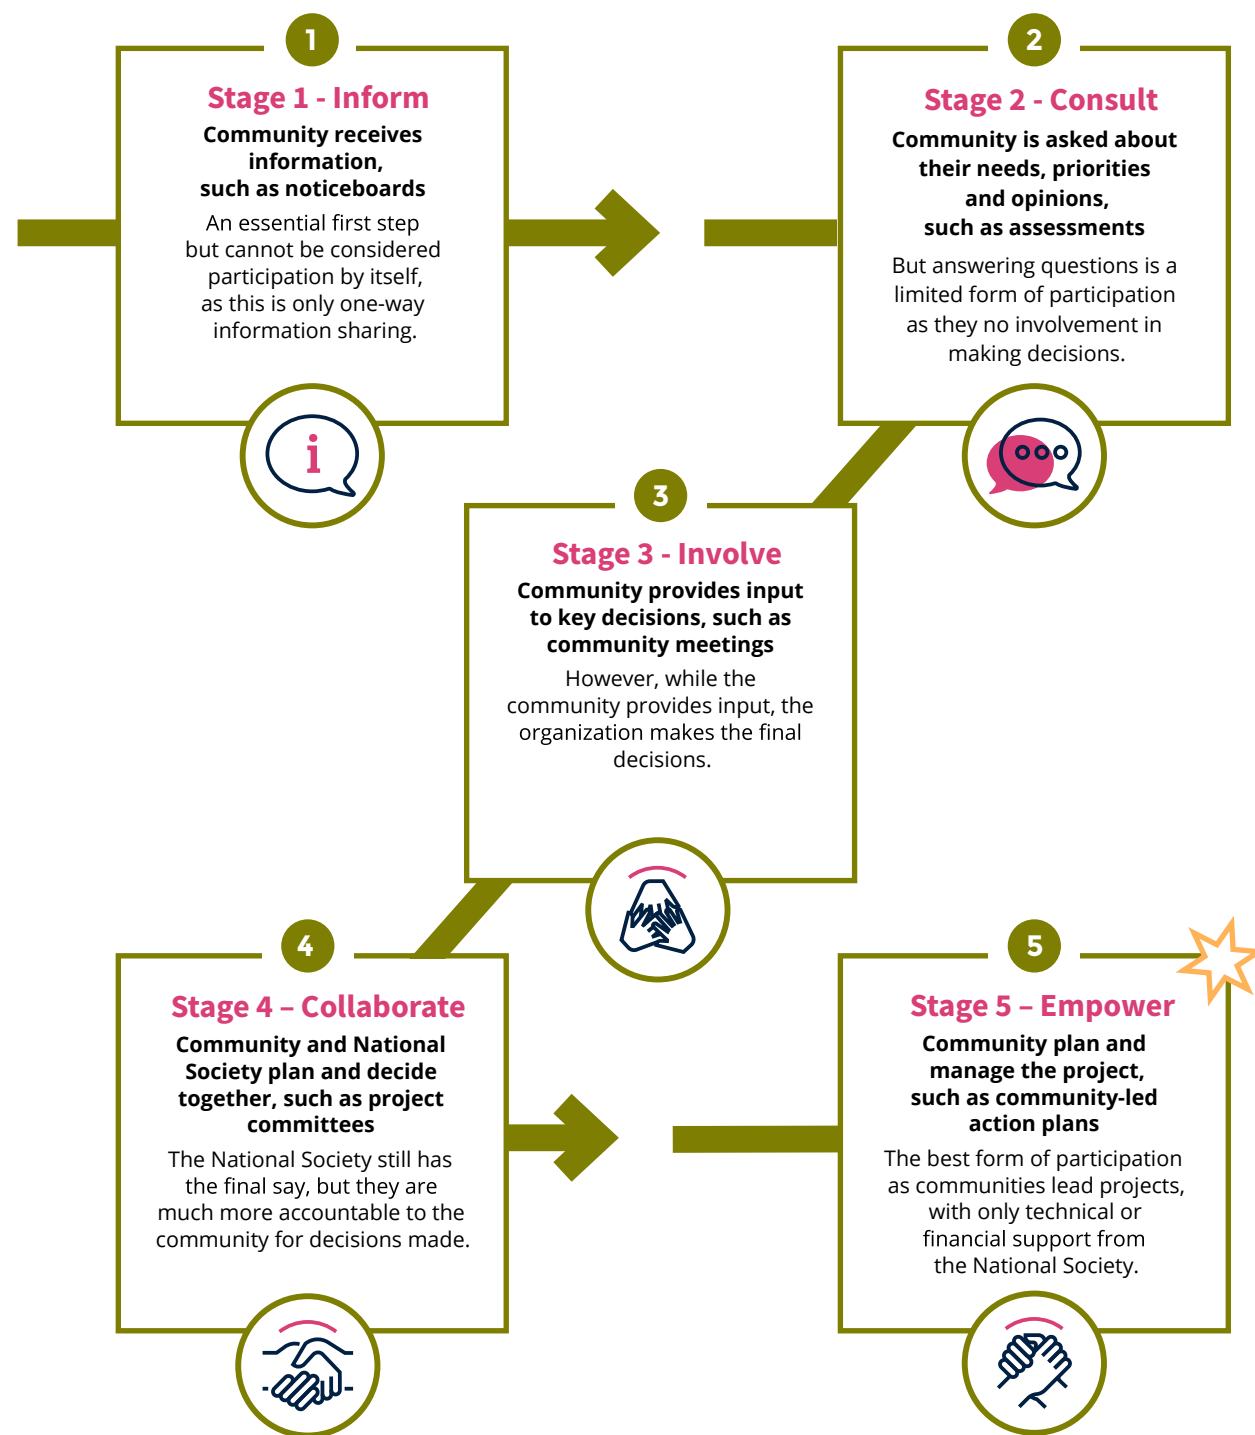 1
Stage 1 - Inform
Community receives
information,
such as noticeboards
An essential first step
but cannot be considered
participation by itself,
as this is only one-way
information sharing.
i
2
Stage 2 - Consult
Community is asked about
their needs, priorities
and opinions,
such as assessments
But answering questions is a
limited form of participation
as they no involvement in
making decisions.
3
Stage 3 - Involve
Community provides input
to key decisions, such as
community meetings
However, while the
community provides input, the
organization makes the final
decisions.
4
Stage 4 – Collaborate
Community and National
Society plan and decide
together, such as project
committees
The National Society still has
the final say, but they are
much more accountable to the
community for decisions made.
5
Stage 5 – Empower
Community plan and
manage the project,
such as community-led
action plans
The best form of participation
as communities lead projects,
with only technical or
financial support from
the National Society.